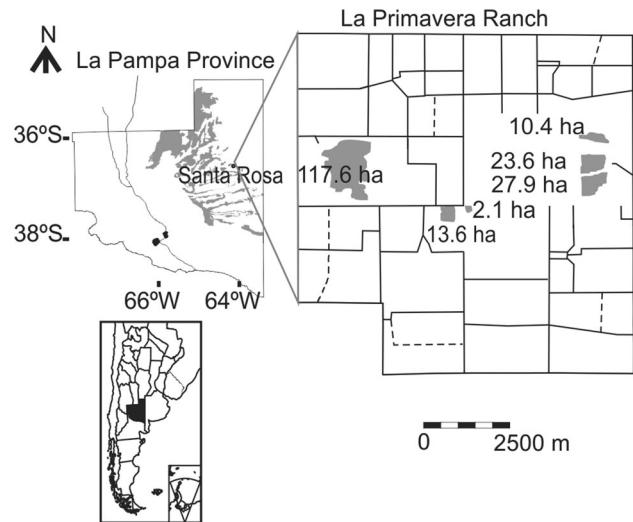 La Primavera Ranch
N
La Pampa Province
36ºS
Santa Rosa
38ºS
66ºW 64ºW
10.4 ha
23.6 ha
117.6 ha
27.9 ha
2.1 ha
13.6 ha
0 2500 m